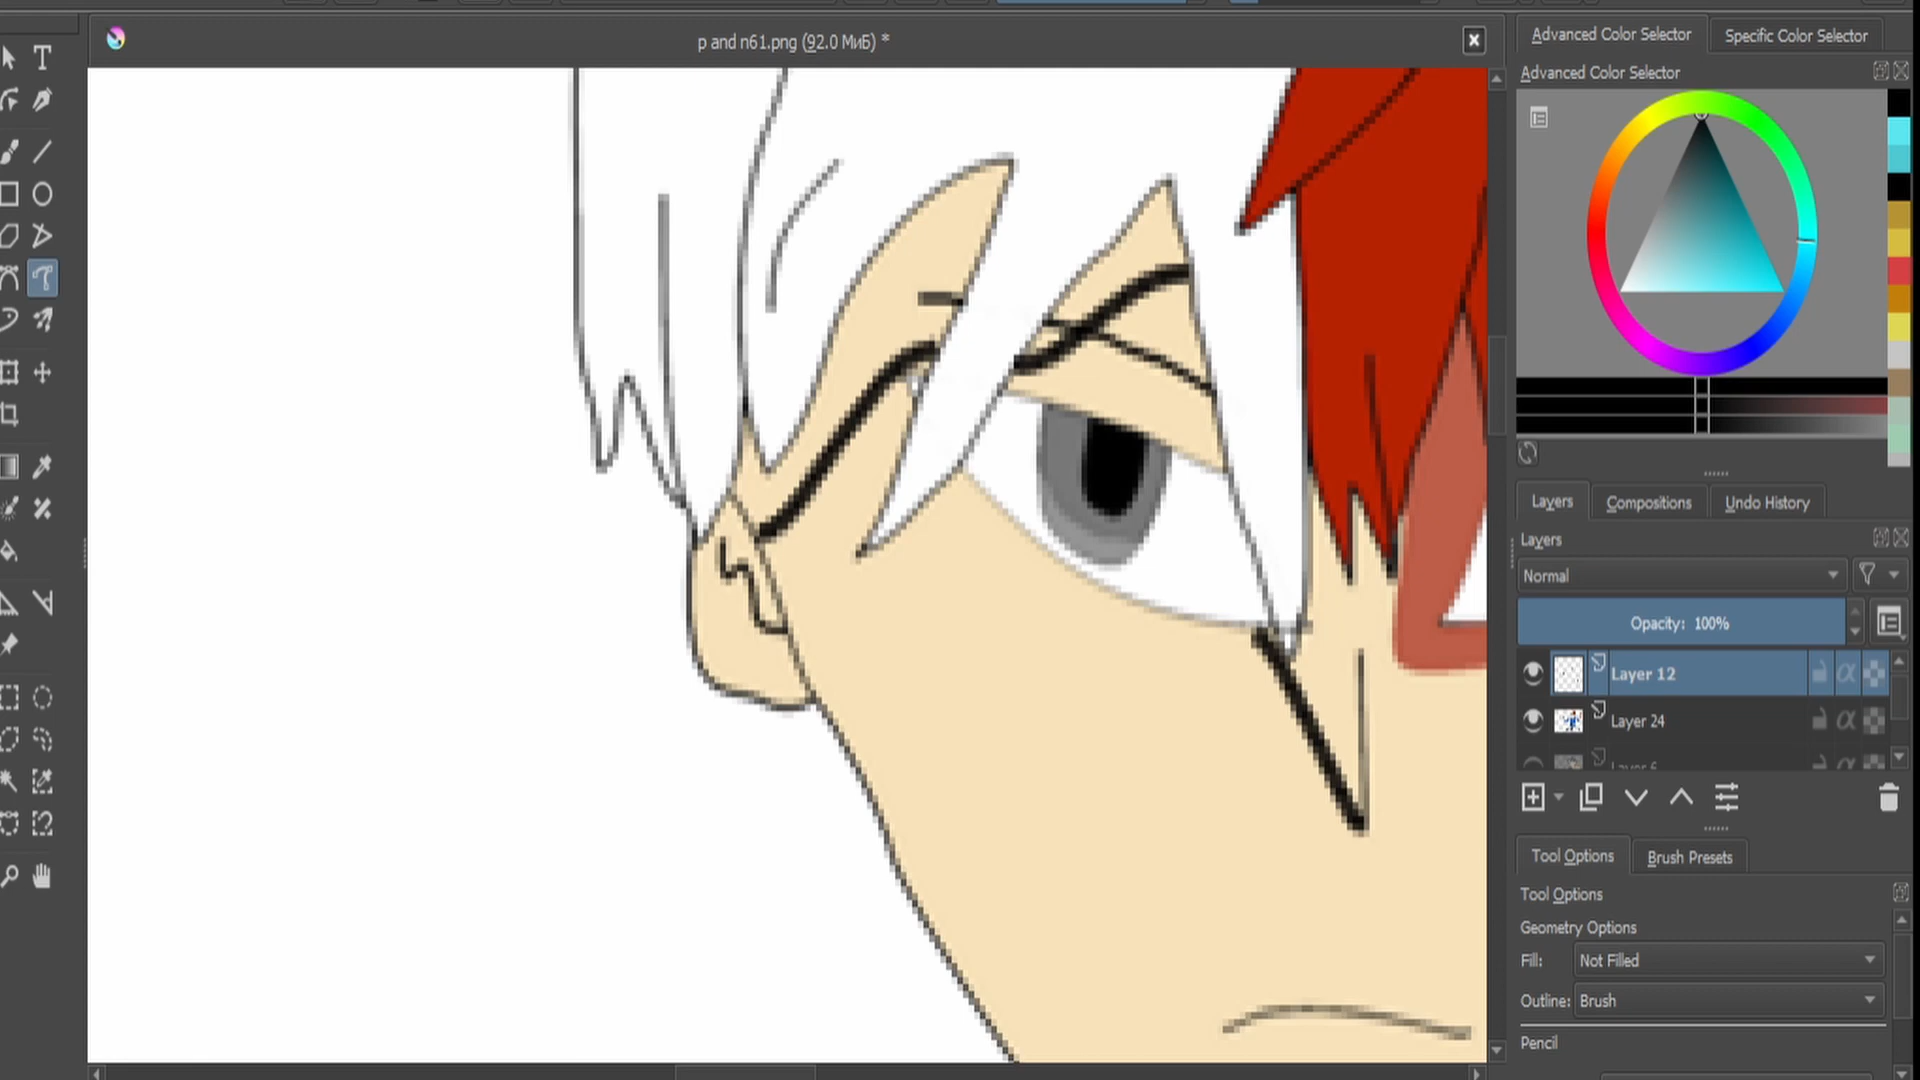 p and n61.png (92.0 МиБ) *
Advanced Color Selector
Specific Color Selector
Advanced Color Selector
Layers
Compositions
Undo History
Layers
Normal
Opacity: 100%
Layer 12
Layer 24
Layer 6
Tool Options
Brush Presets
Tool Options
Geometry Options
Fill: Not Filled
Outline: Brush
Pencil